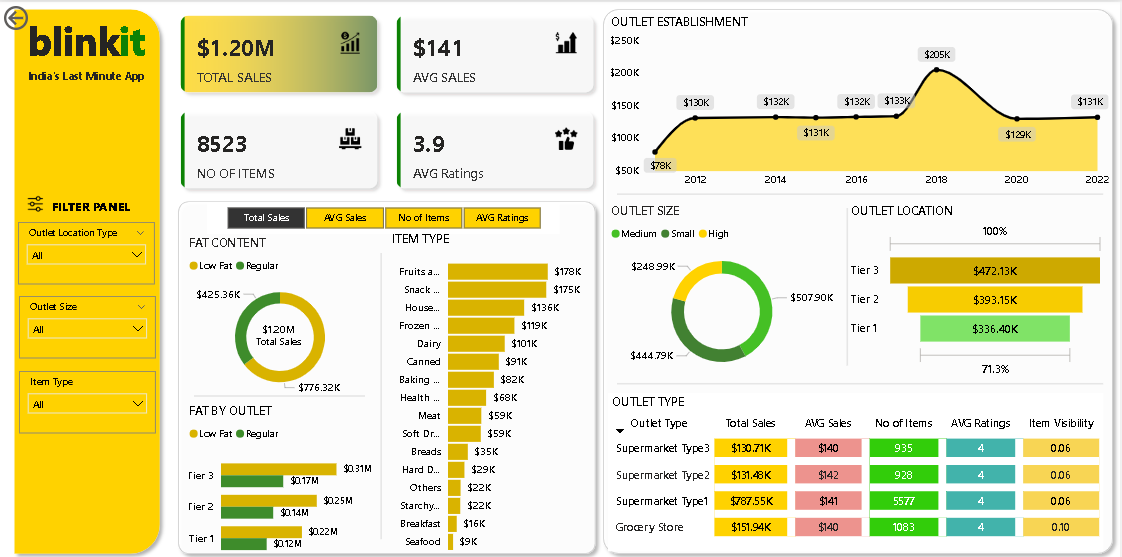 blinkit
India's Last Minute App
FILTER PANEL
Outlet Location Type
All
Outlet Size
All
Item Type
All
$1.20M
TOTAL SALES
$141
AVG SALES
8523
NO OF ITEMS
3.9
AVG Ratings
Total Sales AVG Sales No of Items AVG Ratings
FAT CONTENT
Low Fat Regular
$425.36K
$1.20M
Total Sales
$776.32K
FAT BY OUTLET
Low Fat Regular
Tier 3 $0.31M
$0.17M
Tier 2 $0.25M
$0.14M
Tier 1 $0.22M
$0.12M
ITEM TYPE
Fruits a... $178K
Snack ... $175K
House... $136K
Frozen ... $119K
Dairy $101K
Canned $91K
Baking ... $82K
Health ... $68K
Meat $59K
Soft Dr... $59K
Breads $35K
Hard D... $29K
Others $22K
Starchy... $22K
Breakfast $16K
Seafood $9K
OUTLET ESTABLISHMENT
$250K
$200K
$150K
$100K
$50K
$78K
$130K
$132K
$131K
$132K
$133K
$205K
$129K
$131K
2012 2014 2016 2018 2020 2022
OUTLET SIZE
Medium Small High
$248.99K
$507.90K
$444.79K
OUTLET LOCATION
100%
Tier 3 $472.13K
Tier 2 $393.15K
Tier 1 $336.40K
71.3%
OUTLET TYPE
Outlet Type Total Sales AVG Sales No of Items AVG Ratings Item Visibility
Supermarket Type3 $130.71K $140 935 4 0.06
Supermarket Type2 $131.48K $142 928 4 0.06
Supermarket Type1 $787.55K $141 5577 4 0.06
Grocery Store $151.94K $140 1083 4 0.10